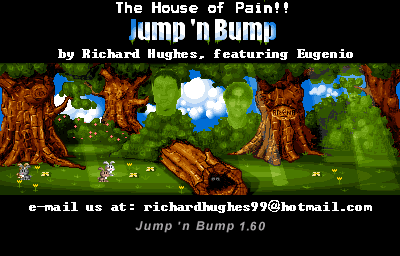 The House of Pain!!
Jump 'n Bump
by Richard Hughes, featuring Eugenio
e-mail us at: richardhughes99@hotmail.com
Jump 'n Bump 1.60